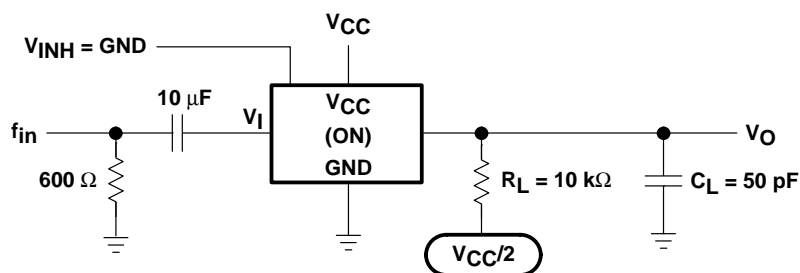 VCC
VINH = GND
10 μF
VI
VCC
(ON)
GND
fin
VO
600 Ω
RL = 10 kΩ
CL = 50 pF
VCC/2